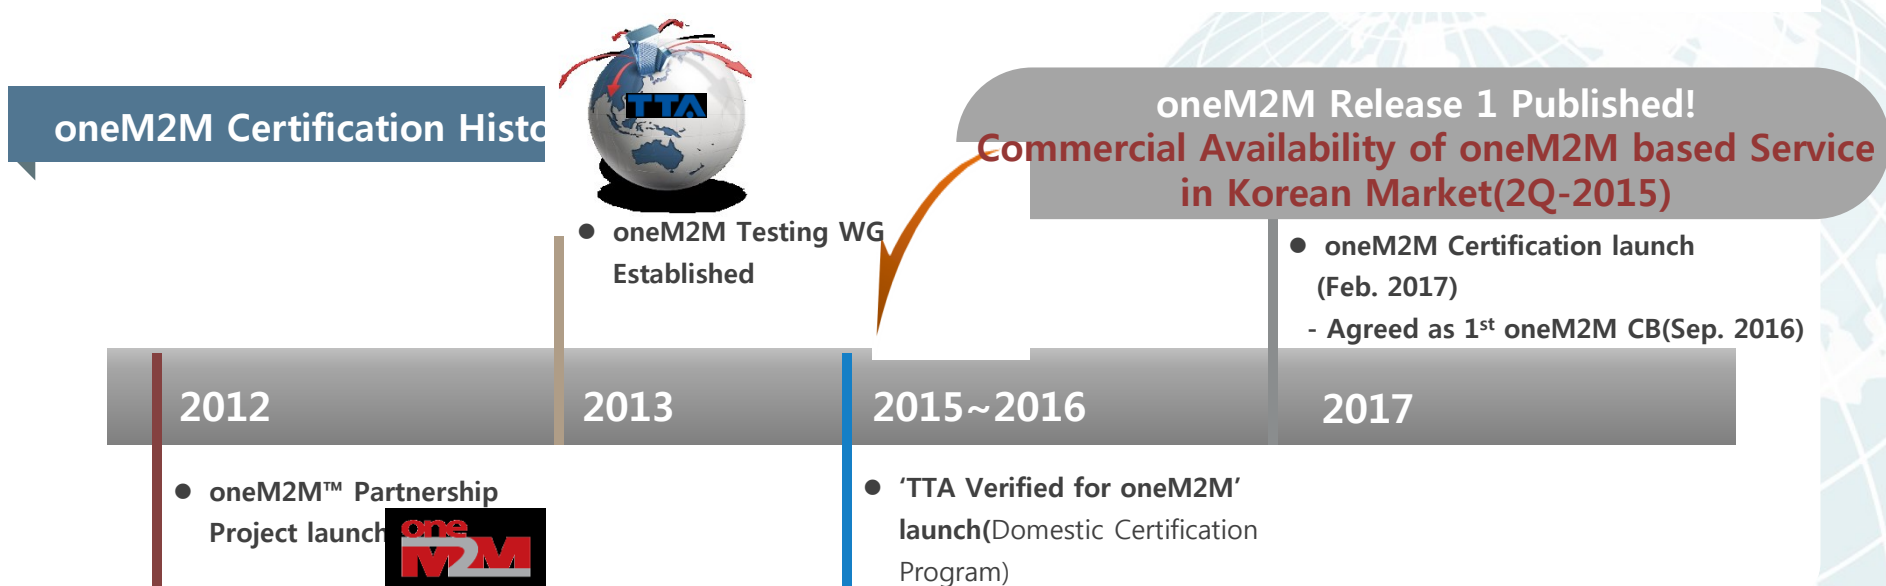 oneM2M Certification Histo
TTA
oneM2M Release 1 Published!
Commercial Availability of oneM2M based Service
in Korean Market(2Q-2015)
● oneM2M Testing WG
Established
● oneM2M Certification launch
(Feb. 2017)
- Agreed as 1st oneM2M CB(Sep. 2016)
2012
2013
2015~2016
2017
● oneM2M™ Partnership
Project launch
one
M2M
● ‘TTA Verified for oneM2M’
launch(Domestic Certification
Program)